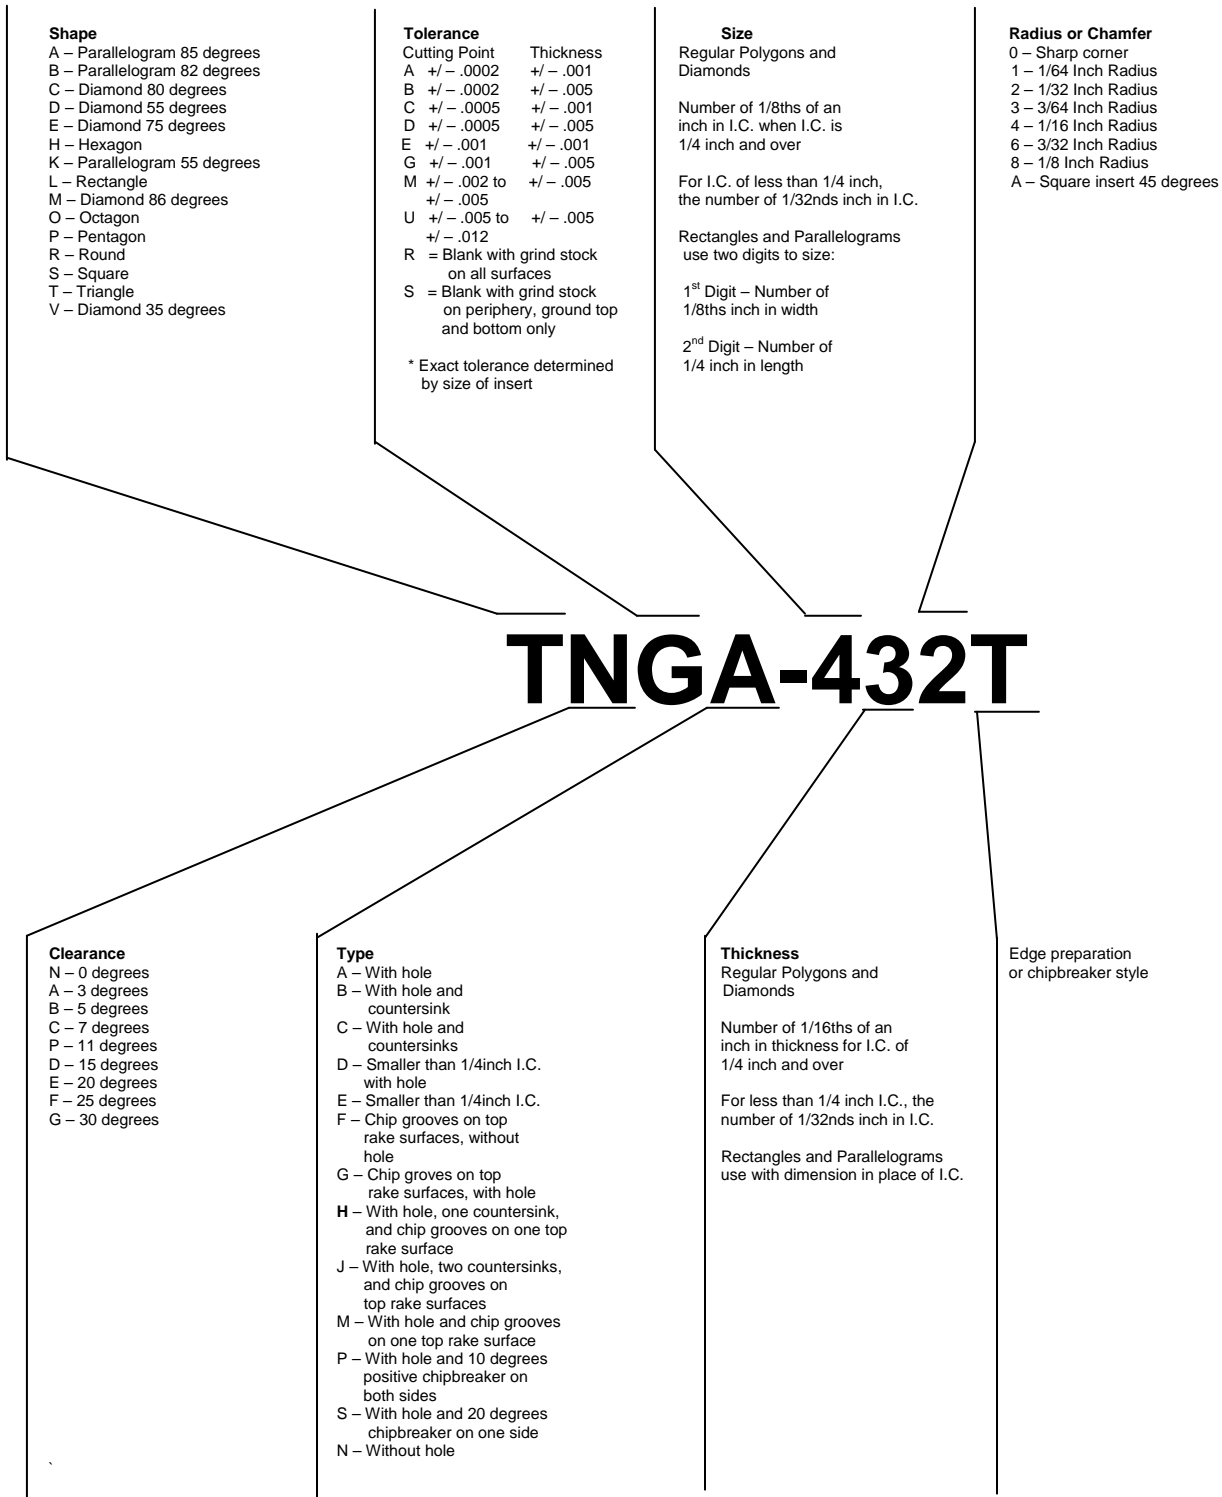 Shape
A – Parallelogram 85 degrees
B – Parallelogram 82 degrees
C – Diamond 80 degrees
D – Diamond 55 degrees
E – Diamond 75 degrees
H – Hexagon
K – Parallelogram 55 degrees
L – Rectangle
M – Diamond 86 degrees
O – Octagon
P – Pentagon
R – Round
S – Square
T – Triangle
V – Diamond 35 degrees
Tolerance
Cutting Point Thickness
A +/ – .0002 +/ – .001
B +/ – .0002 +/ – .005
C +/ – .0005 +/ – .001
D +/ – .0005 +/ – .005
E +/ – .001 +/ – .001
G +/ – .001 +/ – .005
M +/ – .002 to +/ – .005
+/ – .005
U +/ – .005 to +/ – .005
+/ – .012
R = Blank with grind stock
on all surfaces
S = Blank with grind stock
on periphery, ground top
and bottom only
* Exact tolerance determined
by size of insert
Size
Regular Polygons and
Diamonds
Number of 1/8ths of an
inch in I.C. when I.C. is
1/4 inch and over
For I.C. of less than 1/4 inch,
the number of 1/32nds inch in I.C.
Rectangles and Parallelograms
use two digits to size:
1st Digit – Number of
1/8ths inch in width
2nd Digit – Number of
1/4 inch in length
Radius or Chamfer
0 – Sharp corner
1 – 1/64 Inch Radius
2 – 1/32 Inch Radius
3 – 3/64 Inch Radius
4 – 1/16 Inch Radius
6 – 3/32 Inch Radius
8 – 1/8 Inch Radius
A – Square insert 45 degrees
TNGA-432T
Clearance
N – 0 degrees
A – 3 degrees
B – 5 degrees
C – 7 degrees
P – 11 degrees
D – 15 degrees
E – 20 degrees
F – 25 degrees
G – 30 degrees
`
Type
A – With hole
B – With hole and
countersink
C – With hole and
countersinks
D – Smaller than 1/4inch I.C.
with hole
E – Smaller than 1/4inch I.C.
F – Chip grooves on top
rake surfaces, without
hole
G – Chip groves on top
rake surfaces, with hole
H – With hole, one countersink,
and chip grooves on one top
rake surface
J – With hole, two countersinks,
and chip grooves on
top rake surfaces
M – With hole and chip grooves
on one top rake surface
P – With hole and 10 degrees
positive chipbreaker on
both sides
S – With hole and 20 degrees
chipbreaker on one side
N – Without hole
Thickness
Regular Polygons and
Diamonds
Number of 1/16ths of an
inch in thickness for I.C. of
1/4 inch and over
For less than 1/4 inch I.C., the
number of 1/32nds inch in I.C.
Rectangles and Parallelograms
use with dimension in place of I.C.
Edge preparation
or chipbreaker style